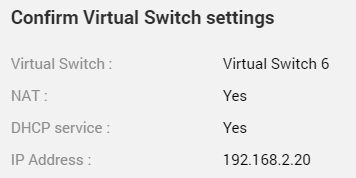 Confirm Virtual Switch settings
Virtual Switch : Virtual Switch 6
NAT : Yes
DHCP service : Yes
IP Address : 192.168.2.20